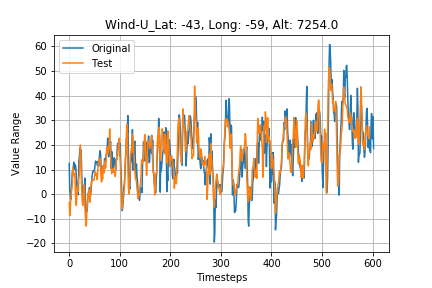 Wind-U_Lat: -43, Long: -59, Alt: 7254.0
Original
Test
Value Range
60
50
40
30
20
10
0
−10
−20
0 100 200 300 400 500 600
Timesteps